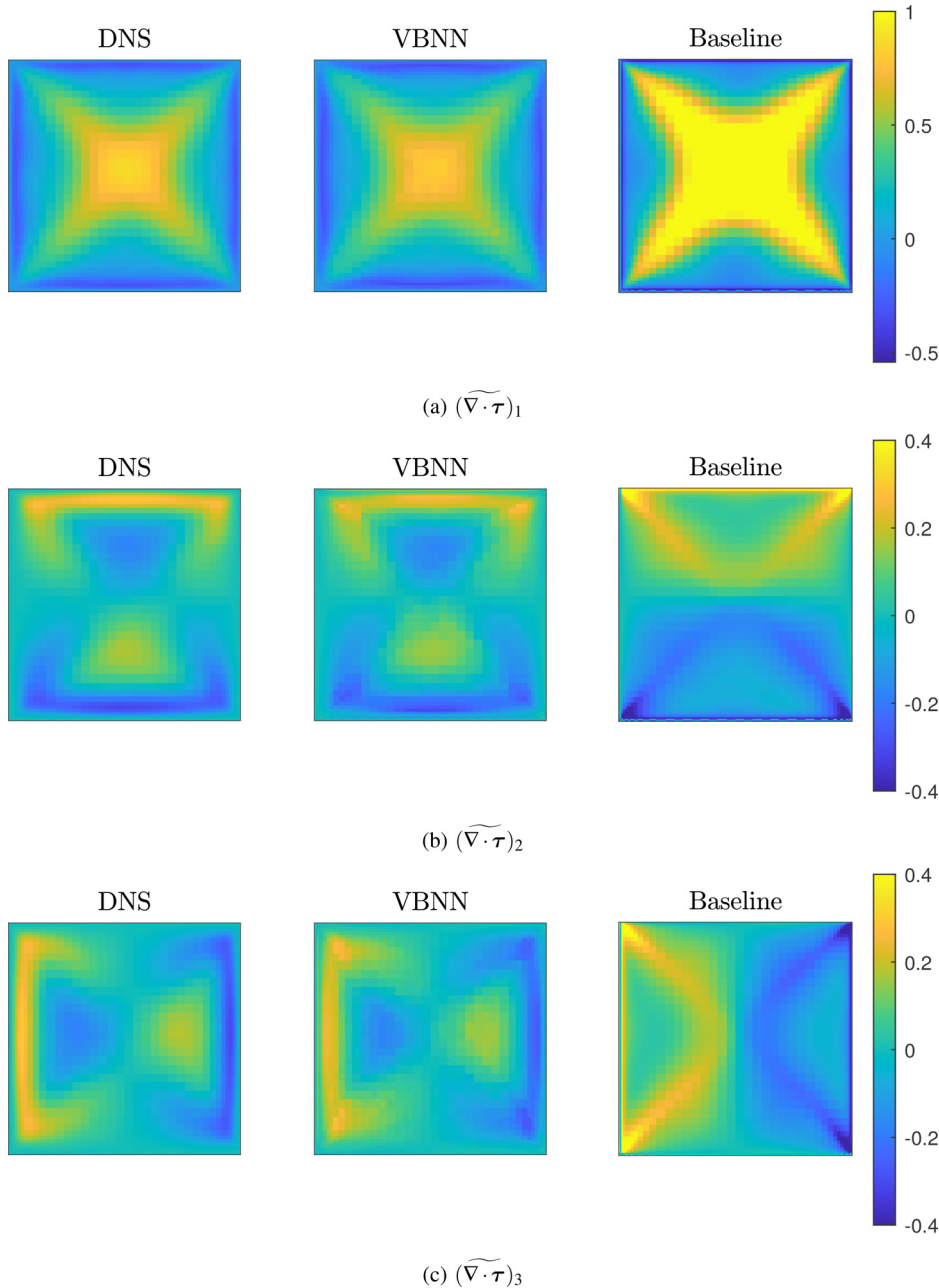 DNS VBNN Baseline
1
0.5
0
-0.5
(a) $(\widetilde{\nabla \cdot \boldsymbol{\tau}})_1$
DNS VBNN Baseline
0.4
0.2
0
-0.2
-0.4
(b) $(\widetilde{\nabla \cdot \boldsymbol{\tau}})_2$
DNS VBNN Baseline
0.4
0.2
0
-0.2
-0.4
(c) $(\widetilde{\nabla \cdot \boldsymbol{\tau}})_3$